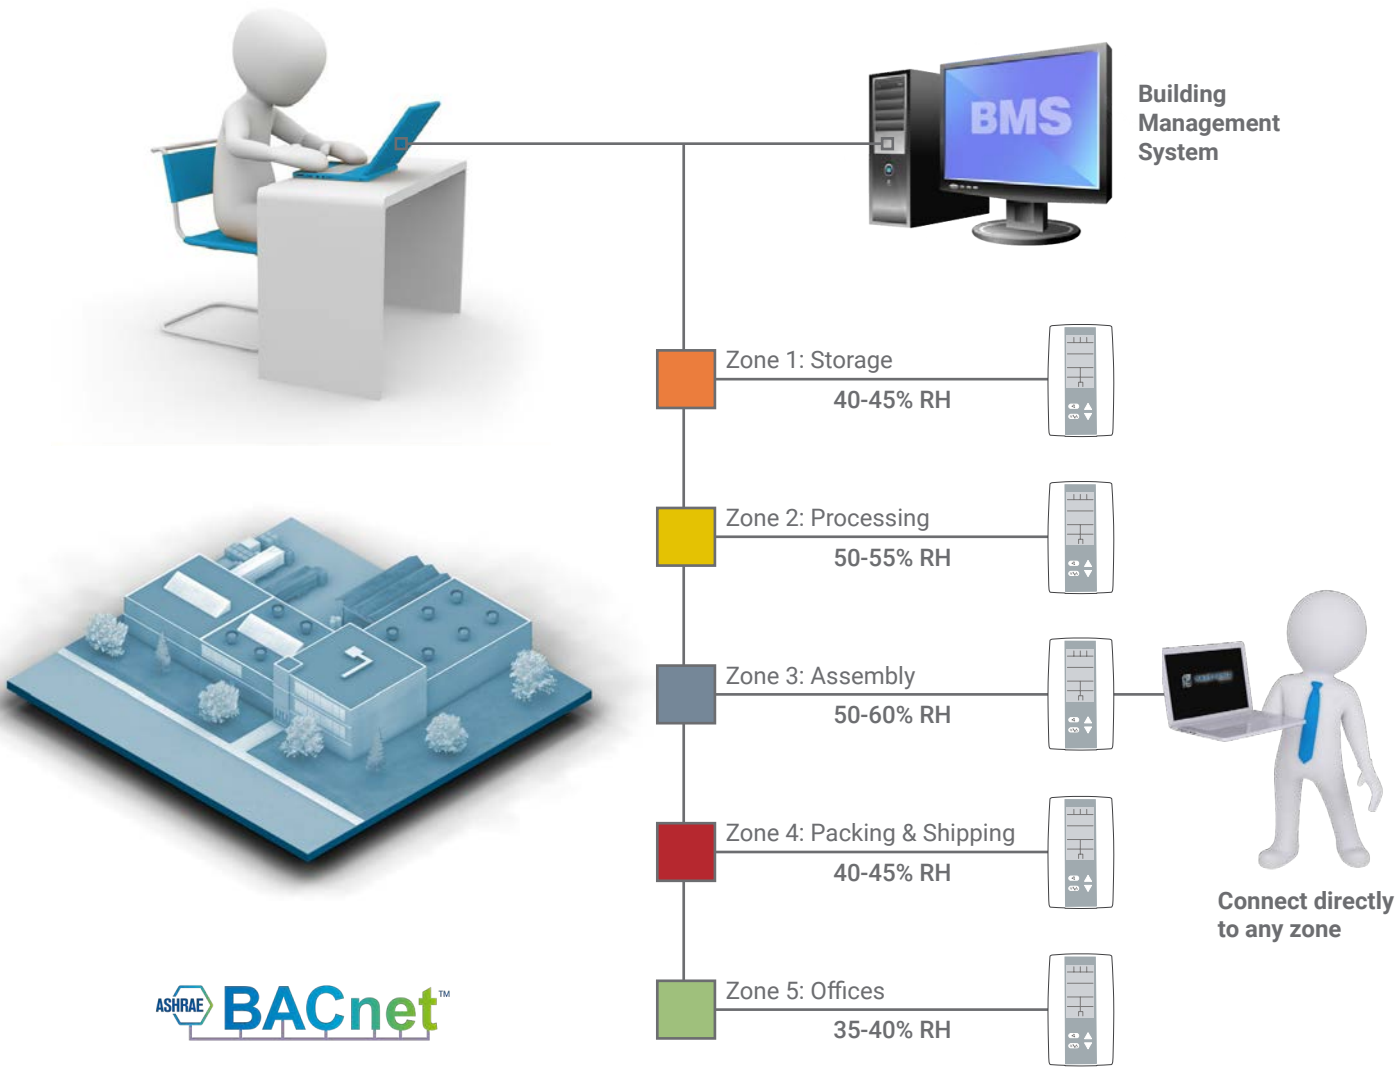 BMS
Building
Management
System
Zone 1: Storage
40-45% RH
Zone 2: Processing
50-55% RH
Zone 3: Assembly
50-60% RH
Zone 4: Packing & Shipping
40-45% RH
Connect directly
to any zone
Zone 5: Offices
35-40% RH
ASHRAE BACnet™